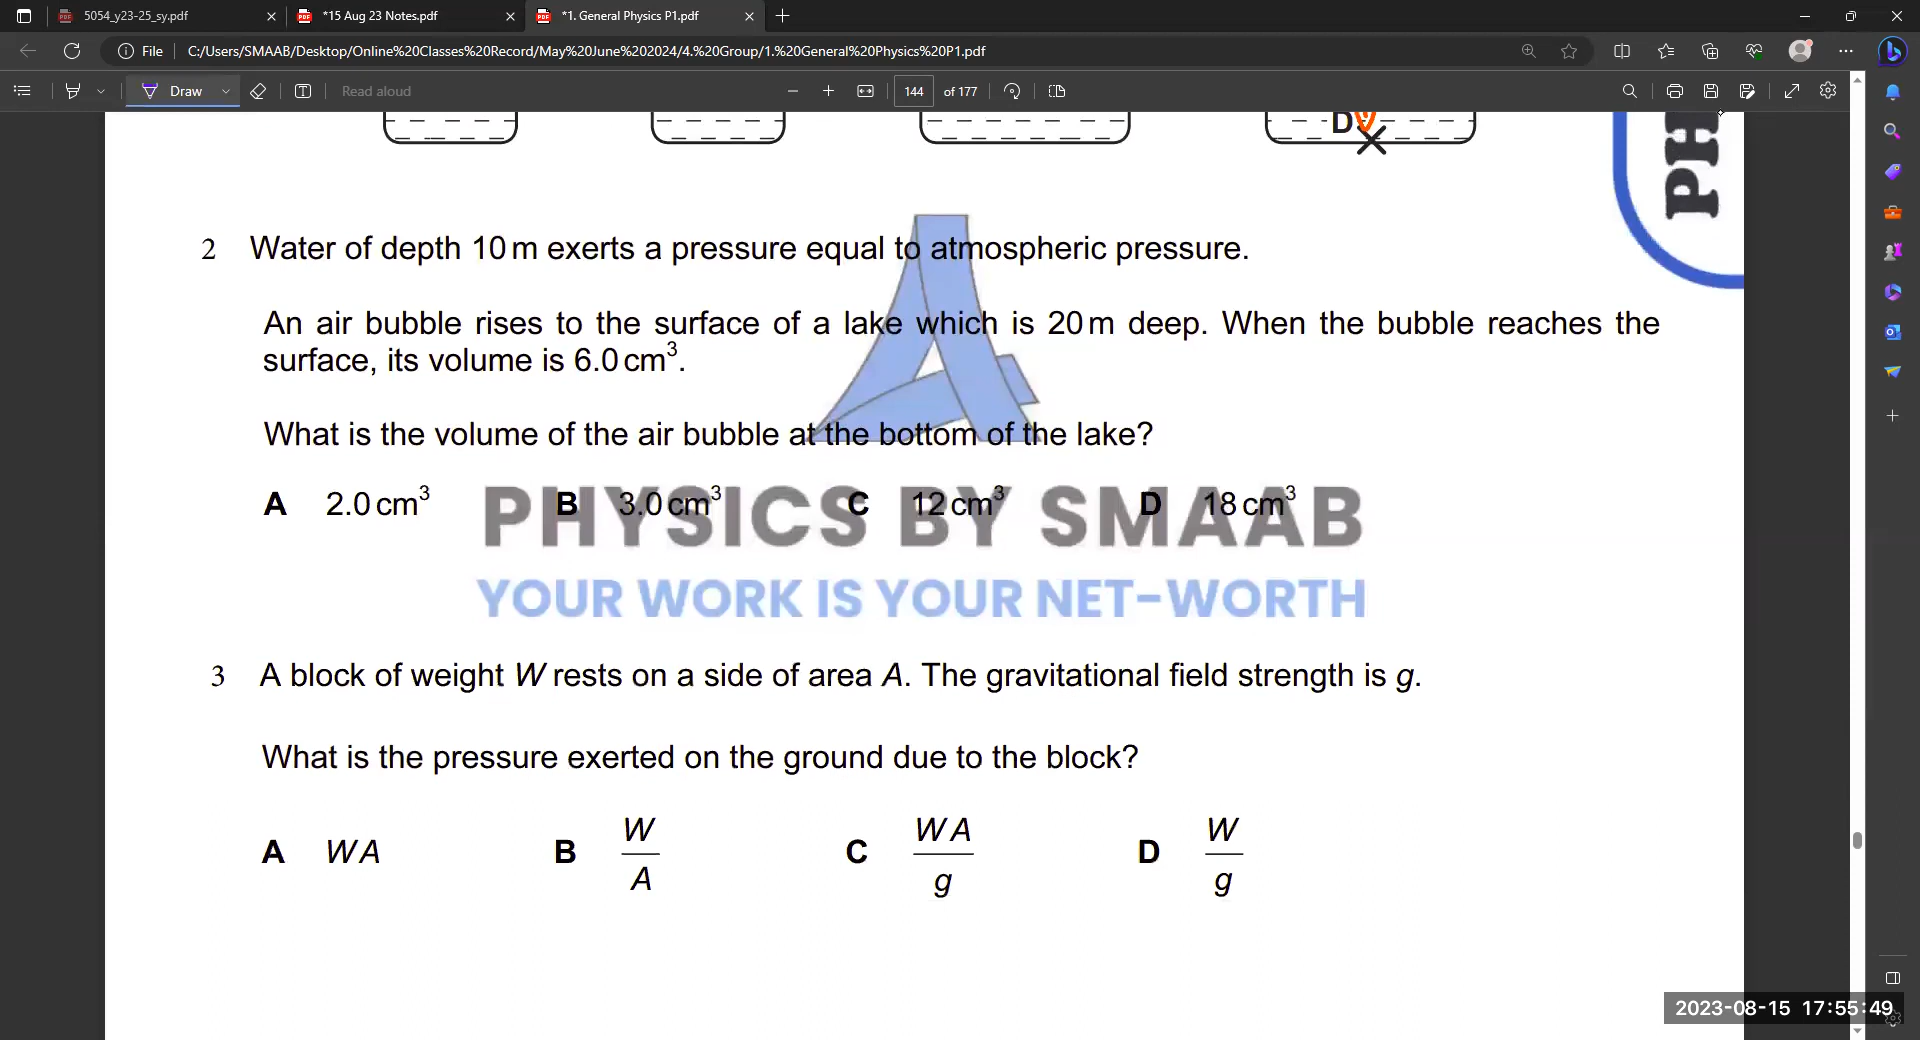 5054_y23-25_sy.pdf
*15 Aug 23 Notes.pdf
*1. General Physics P1.pdf
File
C:/Users/SMAAB/Desktop/Online%20Classes%20Record/May%20June%202024/4.%20Group/1.%20General%20Physics%20P1.pdf
Draw
Read aloud
144 of 177
D
PH
2 Water of depth 10 m exerts a pressure equal to atmospheric pressure.
An air bubble rises to the surface of a lake which is 20 m deep. When the bubble reaches the
surface, its volume is 6.0 cm³.
What is the volume of the air bubble at the bottom of the lake?
A 2.0 cm³ B 3.0 cm³ C 12 cm³ D 18 cm³
PHYSICS BY SMAAB
YOUR WORK IS YOUR NET-WORTH
3 A block of weight W rests on a side of area A. The gravitational field strength is g.
What is the pressure exerted on the ground due to the block?
A WA B W/A C WA/g D W/g
2023-08-15 17:55:49